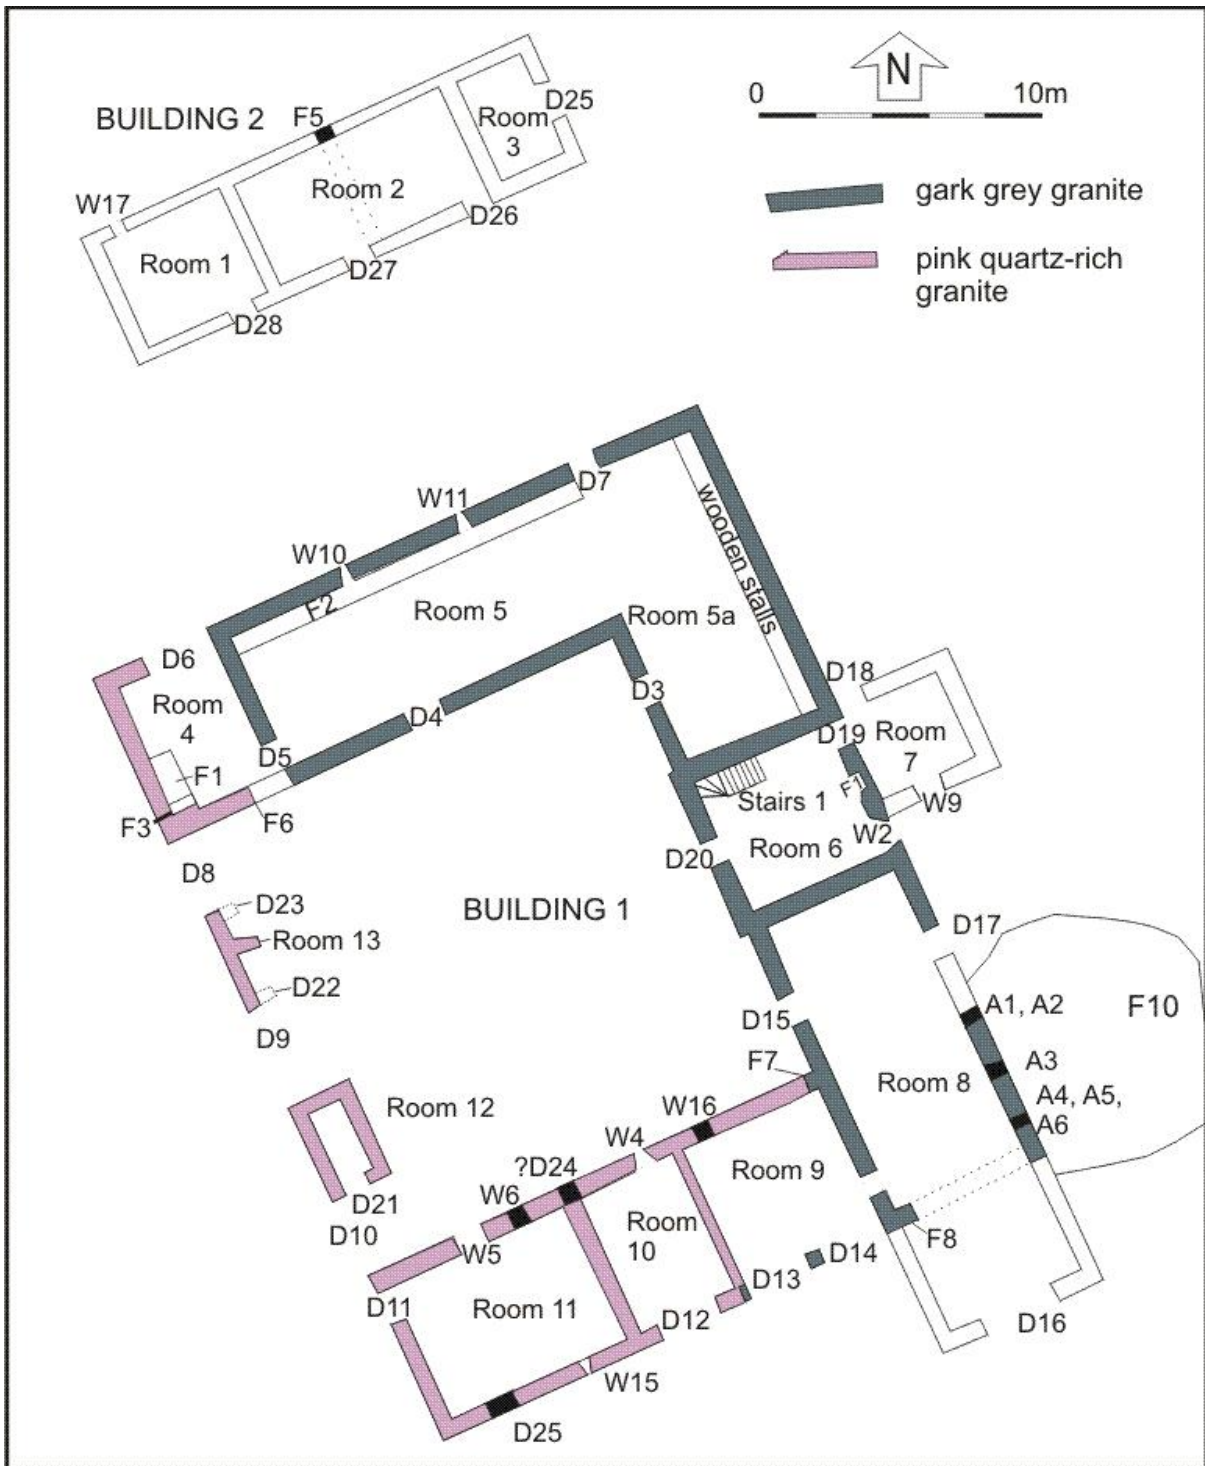 N
0
10m
BUILDING 2
F5
D25
Room
3
gark grey granite
Room 2
W17
D26
pink quartz-rich
granite
Room 1
D27
D28
W11
D7
wooden stalls
W10
F2
Room 5
Room 5a
D6
D18
D3
Room
4
D4
D19
Room
7
D5
F1
Stairs 1
F1
W9
F3
F6
W2
Room 6
D20
D8
D23
BUILDING 1
D17
Room 13
D22
A1, A2
F10
D15
D9
F7
A3
Room 8
A4, A5,
A6
Room 12
W16
W4
?D24
Room 9
W6
D21
D10
Room
10
W5
F8
D14
D13
D11
Room 11
D12
D16
W15
D25